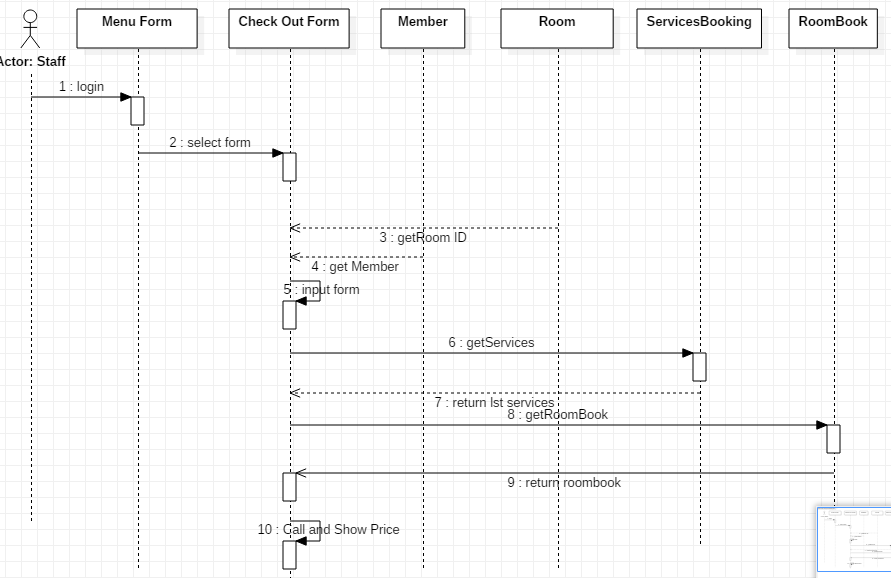 Menu Form
Check Out Form
Member
Room
ServicesBooking
RoomBook
Actor: Staff
1 : login
2 : select form
3 : getRoom ID
4 : get Member
5 : input form
6 : getServices
7 : return lst services
8 : getRoomBook
9 : return roombook
10 : Call and Show Price